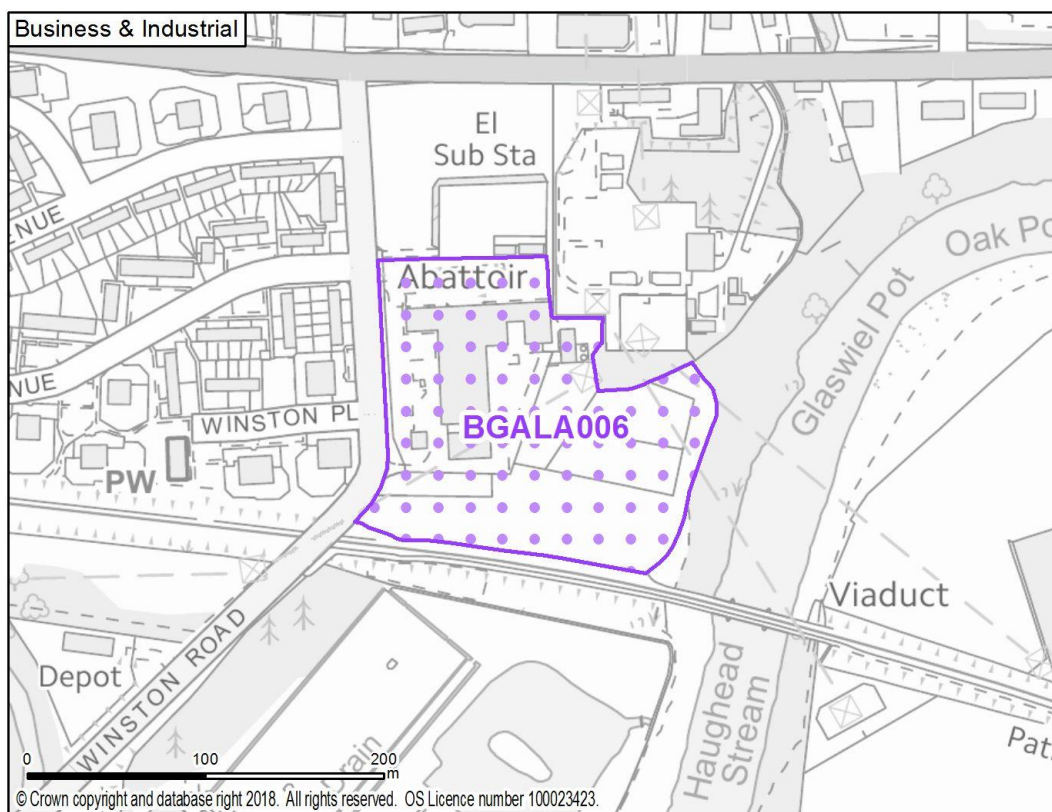 Business & Industrial
El
Sub Sta
Abattoir
Oak Po
Glaswiel Pot
ENUE
NUE
WINSTON PL
BGALA006
PW
Viaduct
Depot
WINSTON ROAD
Drain
Haughead
Stream
Pat
0 100 200
m
© Crown copyright and database right 2018. All rights reserved. OS Licence number 100023423.